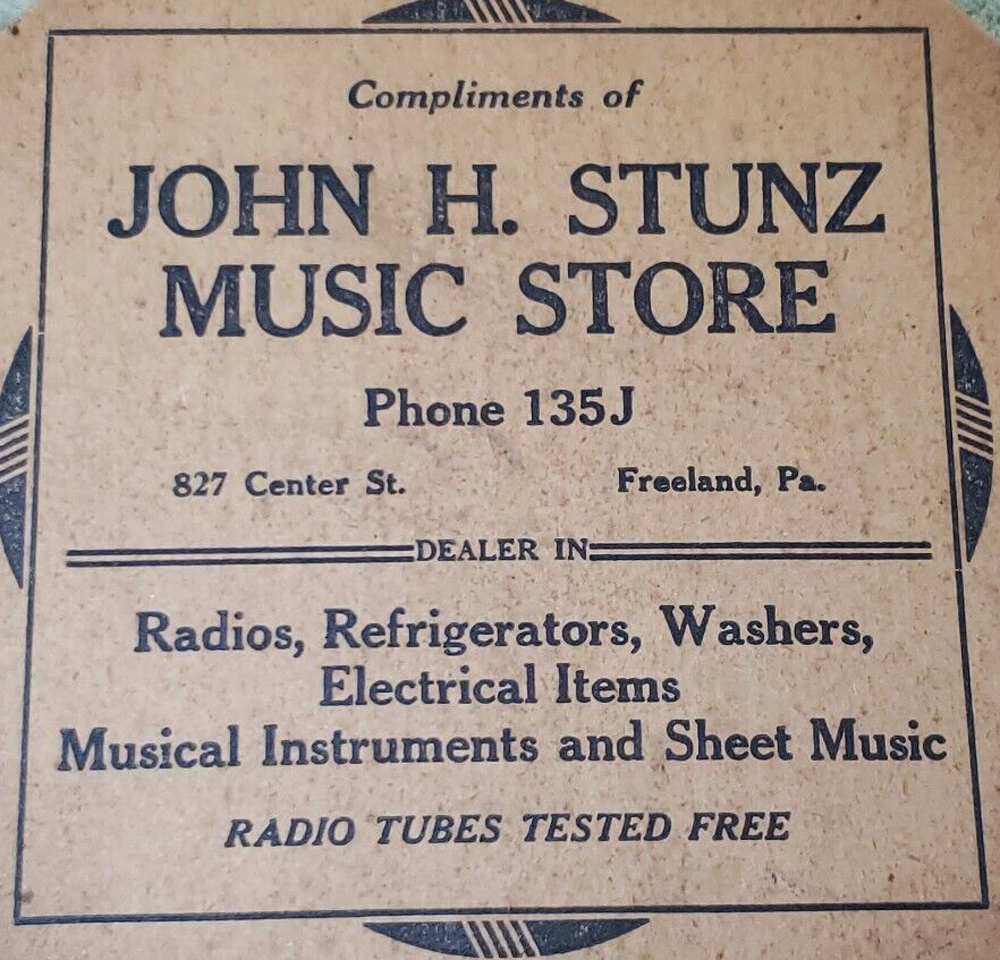 Compliments of
JOHN H. STUNZ
MUSIC STORE
Phone 135J
827 Center St. Freeland, Pa.
DEALER IN
Radios, Refrigerators, Washers,
Electrical Items
Musical Instruments and Sheet Music
RADIO TUBES TESTED FREE